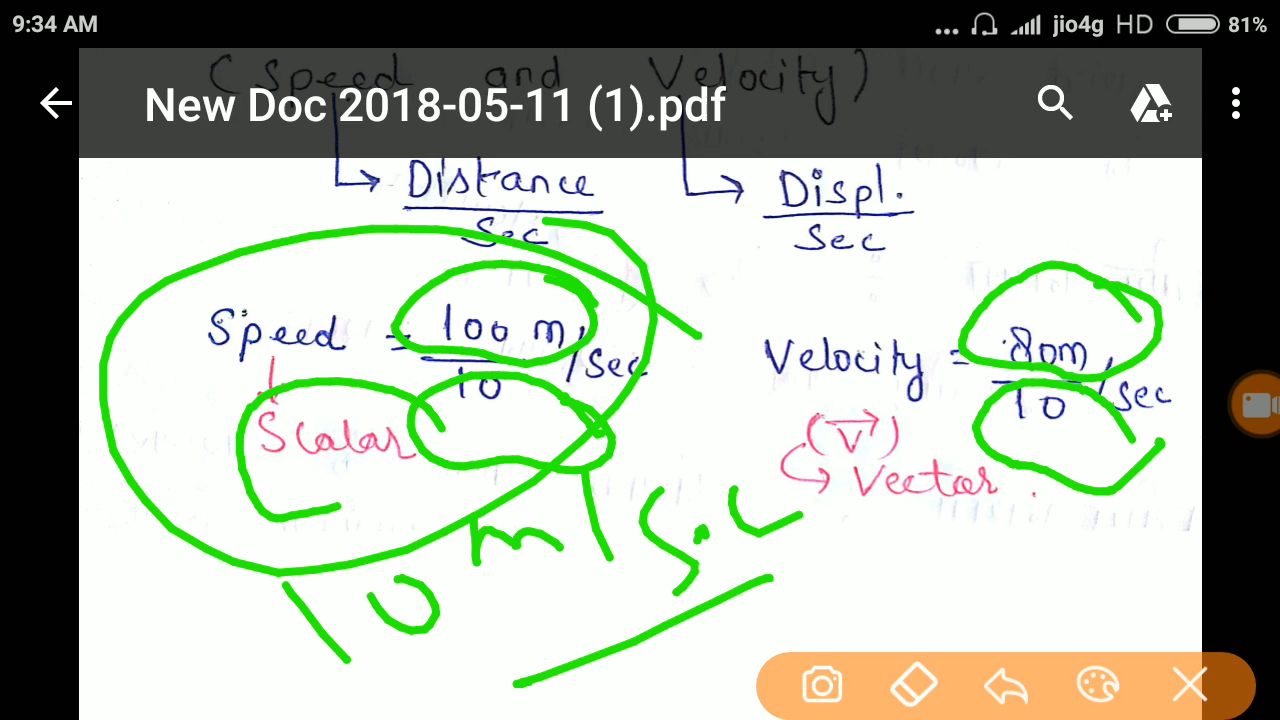 9:34 AM ... jio4g HD 81%
(Speed and Velocity)
New Doc 2018-05-11 (1).pdf
Distance Displ.
Sec Sec
Speed = 100 m/sec Velocity = 80m/sec
10 10
Scalar (V)
Vector
10 m/Sec